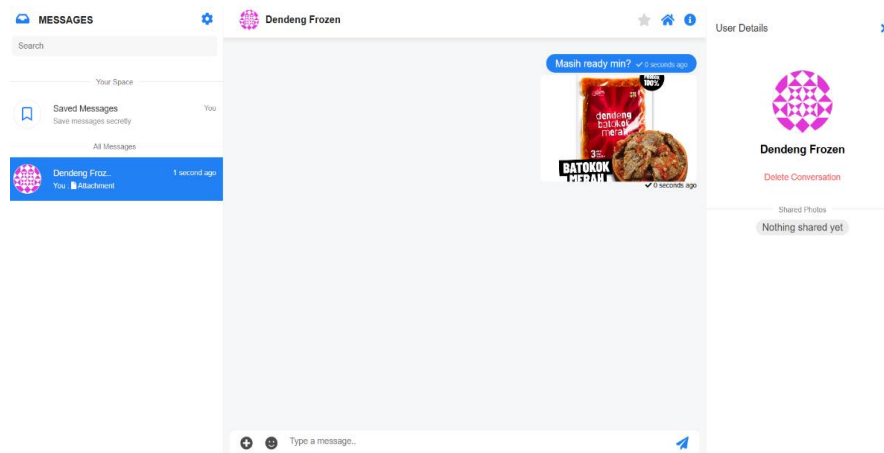 MESSAGES
Search
Your Space
Saved Messages
You
Save messages secretly
All Messages
Dendeng Froz..
1 second ago
You : Attachment
Dendeng Frozen
Masih ready min? 0 seconds ago
100%
dendeng
batokok
merah
BATOKOK
MERAH
0 seconds ago
Type a message..
User Details
Dendeng Frozen
Delete Conversation
Shared Photos
Nothing shared yet